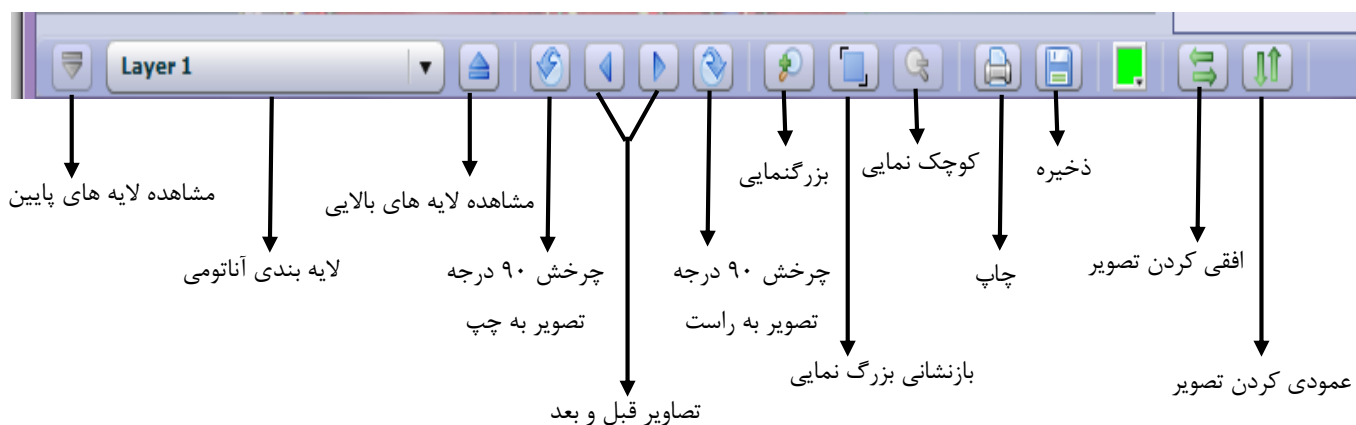 Layer 1
مشاهده لایه های پایین
لایه بندی آناتومی
مشاهده لایه های بالایی
چرخش ۹۰ درجه
تصویر به چپ
تصاویر قبل و بعد
چرخش ۹۰ درجه
تصویر به راست
بزرگنمایی
بازنشانی بزرگ نمایی
کوچک نمایی
چاپ
ذخیره
افقی کردن تصویر
عمودی کردن تصویر